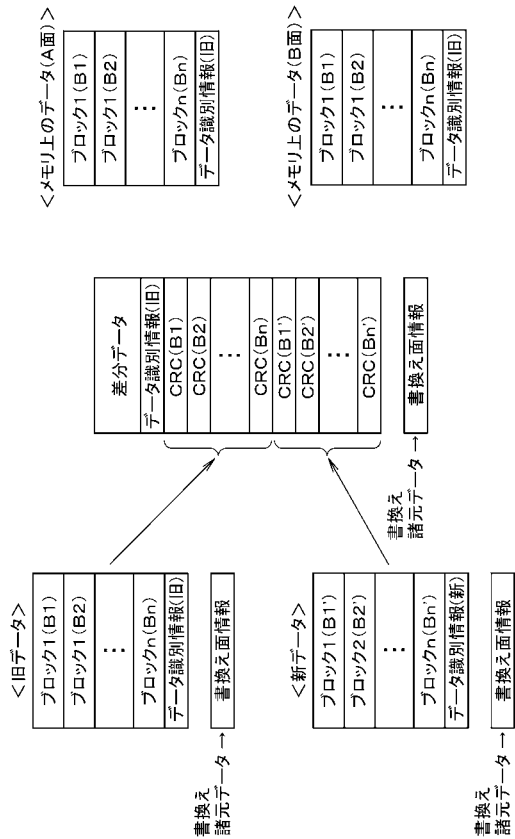 <旧データ>
ブロック1(B1)
ブロック1(B2)
⋮
ブロックn(Bn)
データ識別情報(旧)
書換え
諸元データ→
書換え面情報
<新データ>
ブロック1(B1')
ブロック2(B2')
⋮
ブロックn(Bn')
データ識別情報(新)
書換え
諸元データ→
書換え面情報
差分データ
データ識別情報(旧)
CRC(B1)
CRC(B2)
⋮
CRC(Bn)
CRC(B1')
CRC(B2')
⋮
CRC(Bn')
書換え
諸元データ→
書換え面情報
<メモリ上のデータ(A面)>
ブロック1(B1)
ブロック1(B2)
⋮
ブロックn(Bn)
データ識別情報(旧)
<メモリ上のデータ(B面)>
ブロック1(B1)
ブロック1(B2)
⋮
ブロックn(Bn)
データ識別情報(旧)